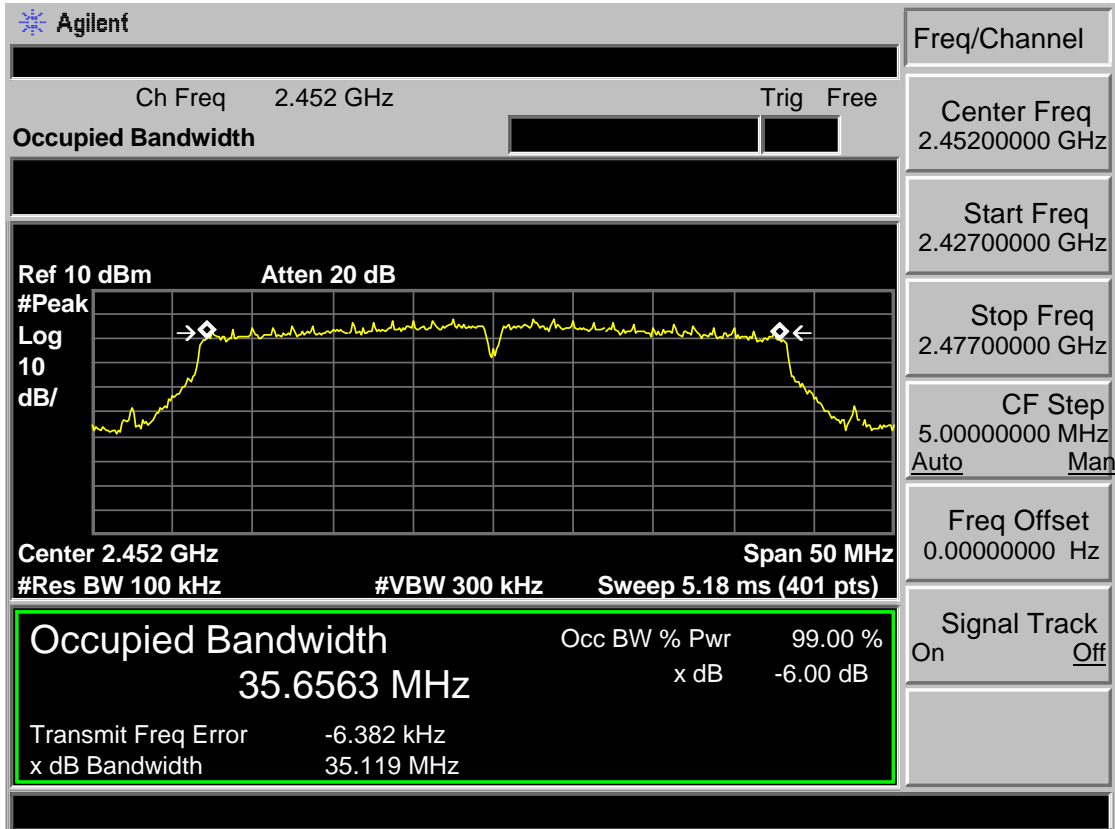 Agilent
Freq/Channel
Ch Freq 2.452 GHz Trig Free
Occupied Bandwidth
Center Freq
2.45200000 GHz
Start Freq
2.42700000 GHz
Stop Freq
2.47700000 GHz
CF Step
5.00000000 MHz
Auto Man
Freq Offset
0.00000000 Hz
Signal Track
On Off
Ref 10 dBm Atten 20 dB
#Peak
Log
10
dB/
Center 2.452 GHz Span 50 MHz
#Res BW 100 kHz #VBW 300 kHz Sweep 5.18 ms (401 pts)
Occupied Bandwidth Occ BW % Pwr 99.00 %
35.6563 MHz x dB -6.00 dB
Transmit Freq Error -6.382 kHz
x dB Bandwidth 35.119 MHz